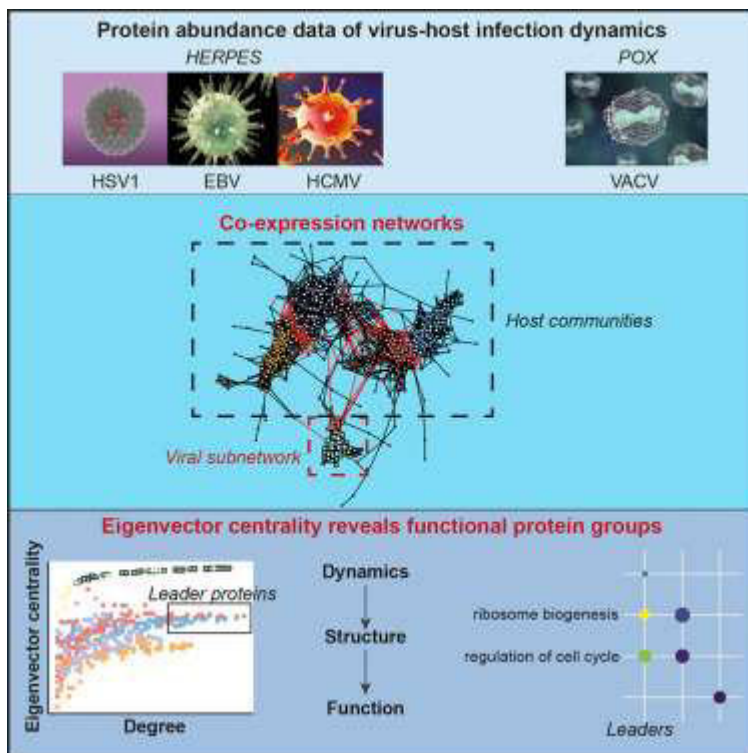 Protein abundance data of virus-host infection dynamics
HERPES
POX
HSV1
EBV
HCMV
VACV
Co-expression networks
Host communities
Viral subnetwork
Eigenvector centrality reveals functional protein groups
Eigenvector centrality
Leader proteins
Degree
Dynamics
Structure
Function
ribosome biogenesis
regulation of cell cycle
Leaders